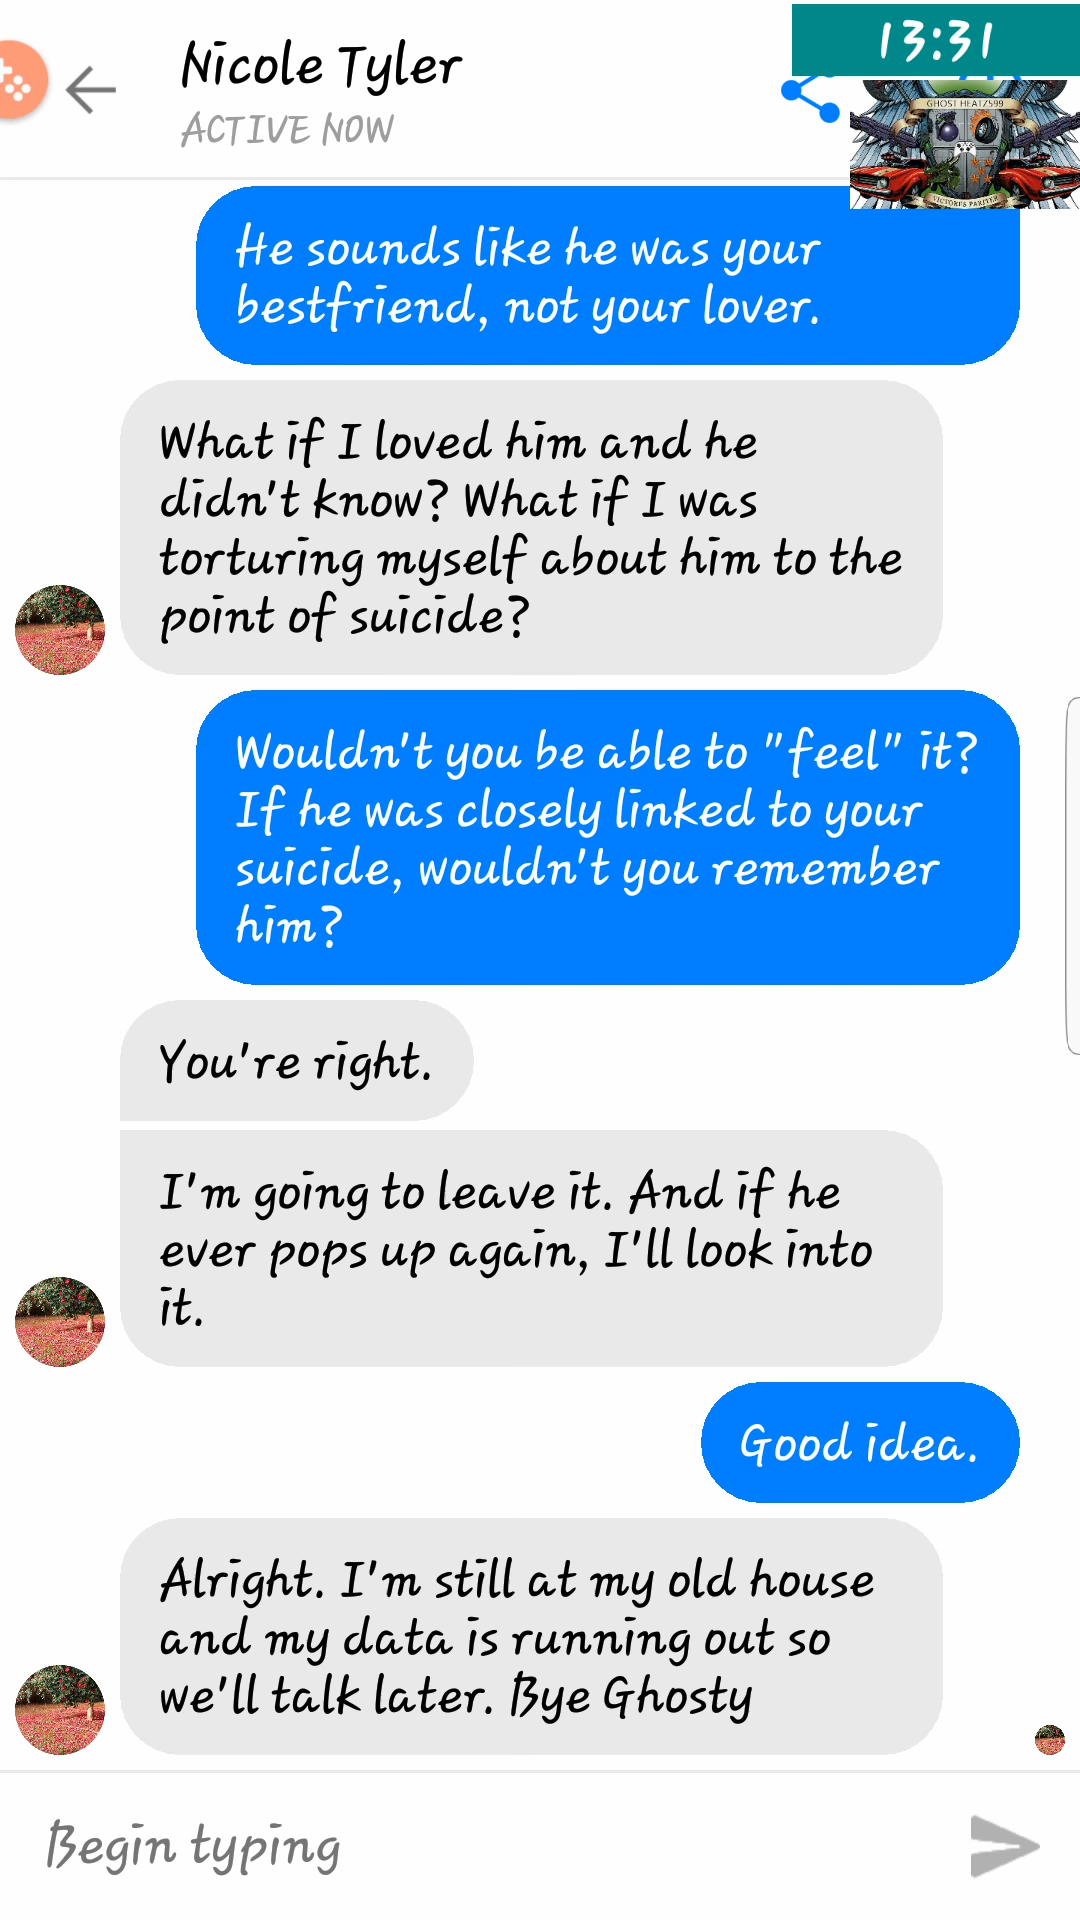 13:31
Nicole Tyler
ACTIVE NOW
GHOST HEATZ599
VICTORES PARITER
He sounds like he was your
bestfriend, not your lover.
What if I loved him and he
didn't know? What if I was
torturing myself about him to the
point of suicide?
Wouldn't you be able to "feel" it?
If he was closely linked to your
suicide, wouldn't you remember
him?
You're right.
I'm going to leave it. And if he
ever pops up again, I'll look into
it.
Good idea.
Alright. I'm still at my old house
and my data is running out so
we'll talk later. Bye Ghosty
Begin typing